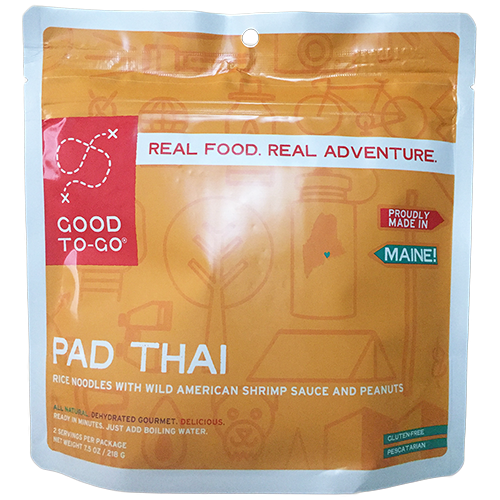 REAL FOOD. REAL ADVENTURE.
GOOD
TO-GO®
PROUDLY
MADE IN
MAINE!
PAD THAI
RICE NOODLES WITH WILD AMERICAN SHRIMP SAUCE AND PEANUTS
ALL NATURAL. DEHYDRATED GOURMET. DELICIOUS.
READY IN MINUTES. JUST ADD BOILING WATER.
2 SERVINGS PER PACKAGE
NET WEIGHT 7.5 OZ / 218 G
GLUTEN-FREE
PESCATARIAN